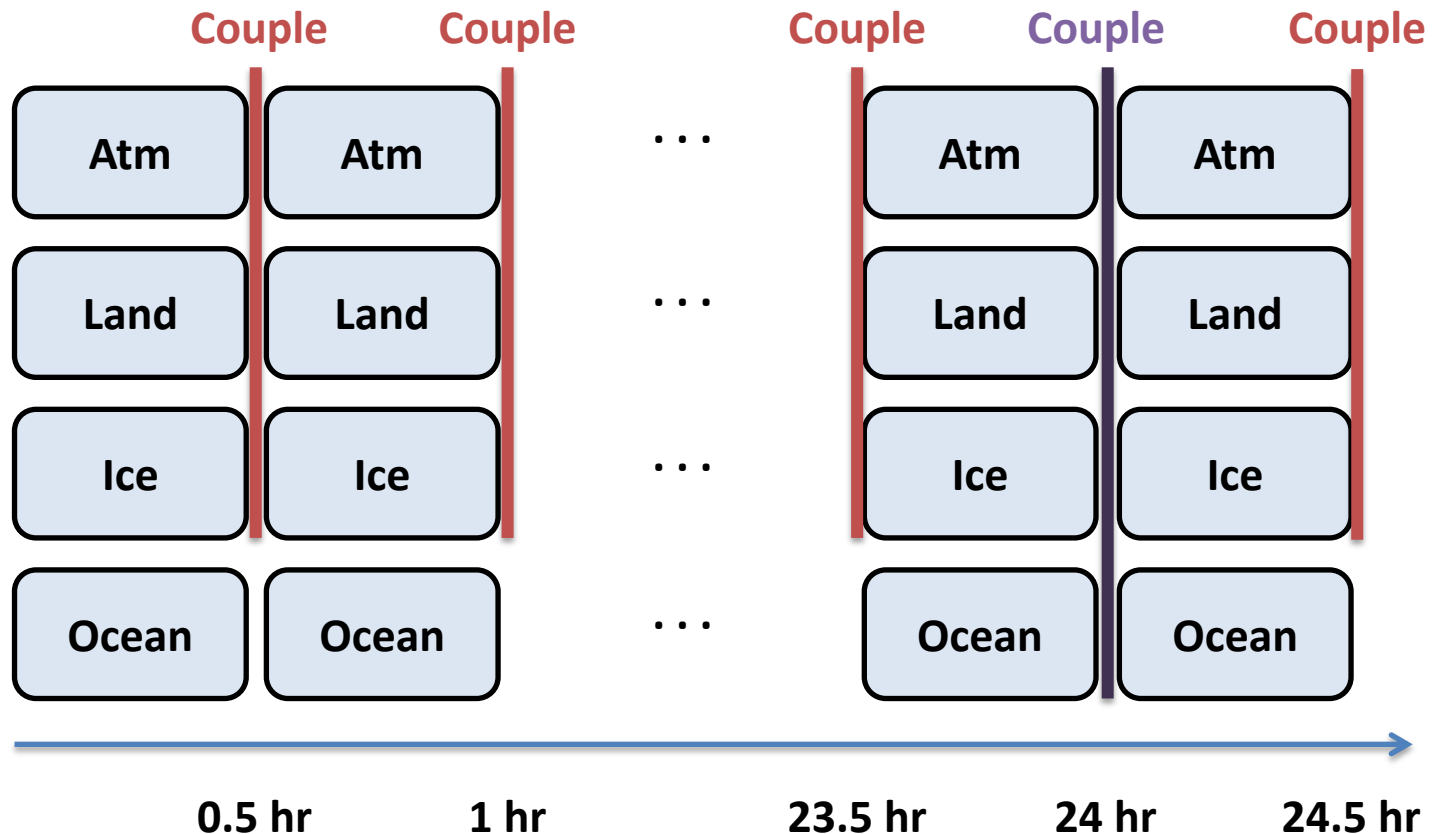 Couple Couple Couple Couple Couple
Atm Atm ... Atm Atm
Land Land ... Land Land
Ice Ice ... Ice Ice
Ocean Ocean ... Ocean Ocean
0.5 hr 1 hr 23.5 hr 24 hr 24.5 hr